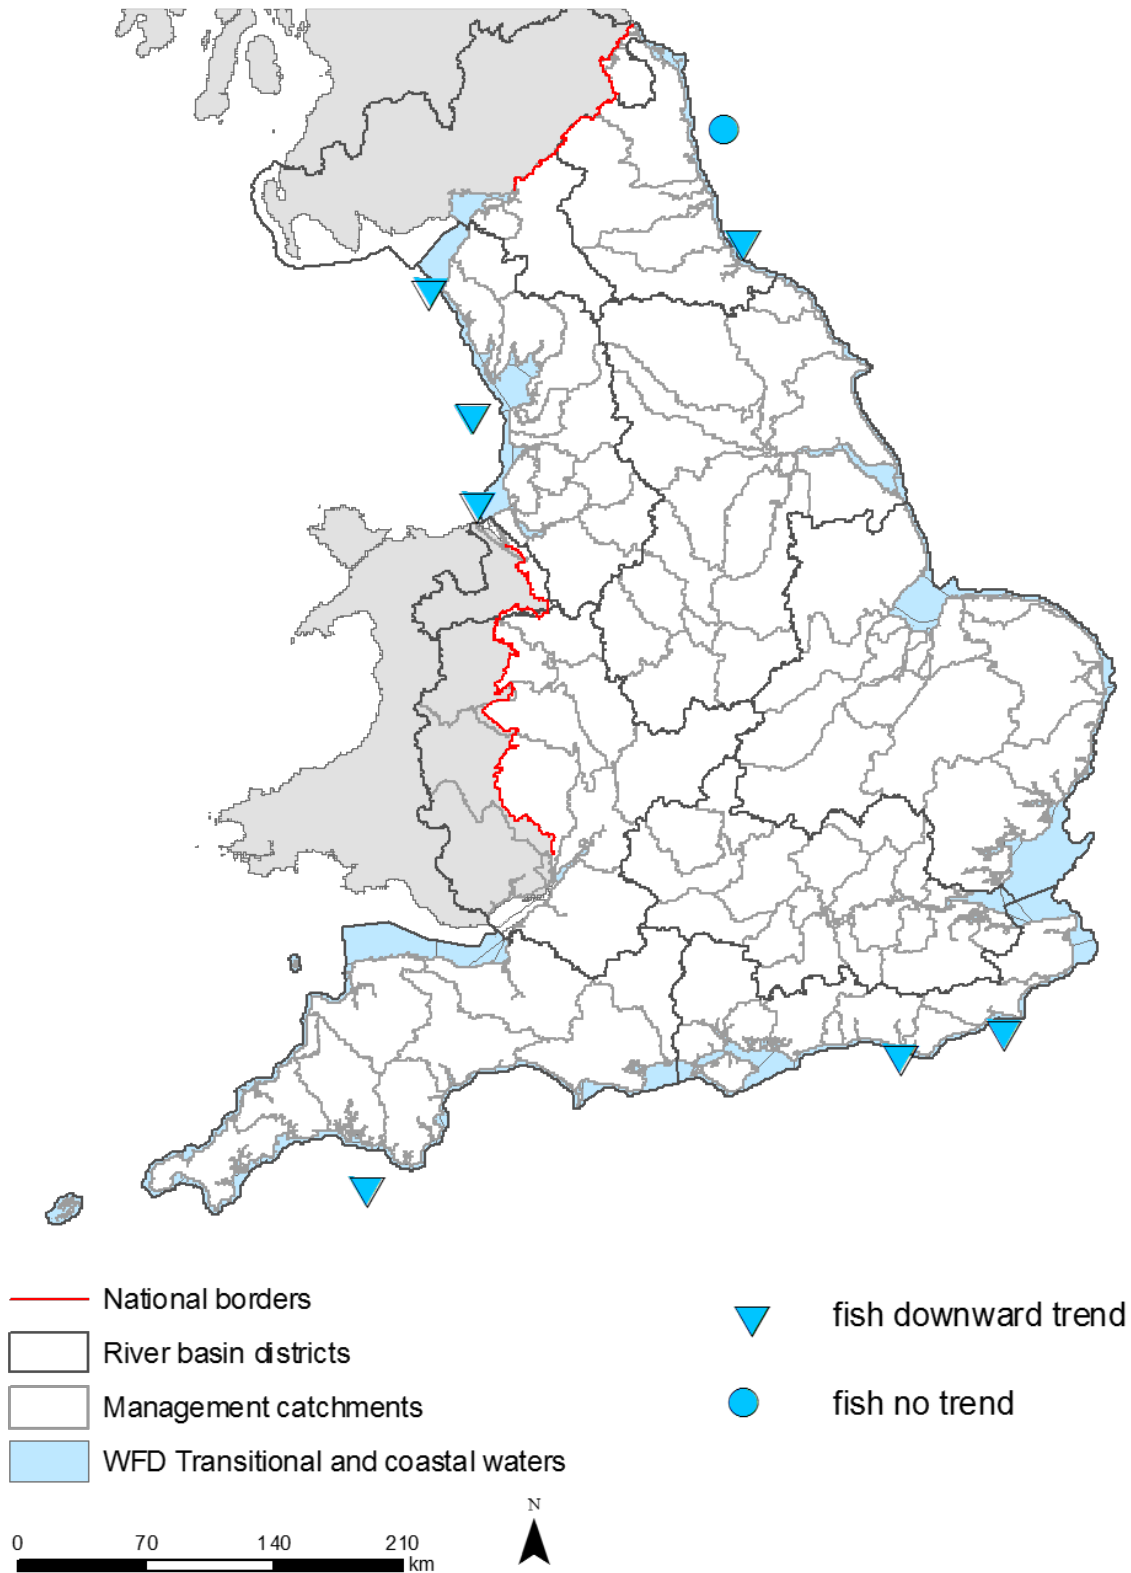 National borders
River basin districts
Management catchments
WFD Transitional and coastal waters
fish downward trend
fish no trend
N
0 70 140 210
km